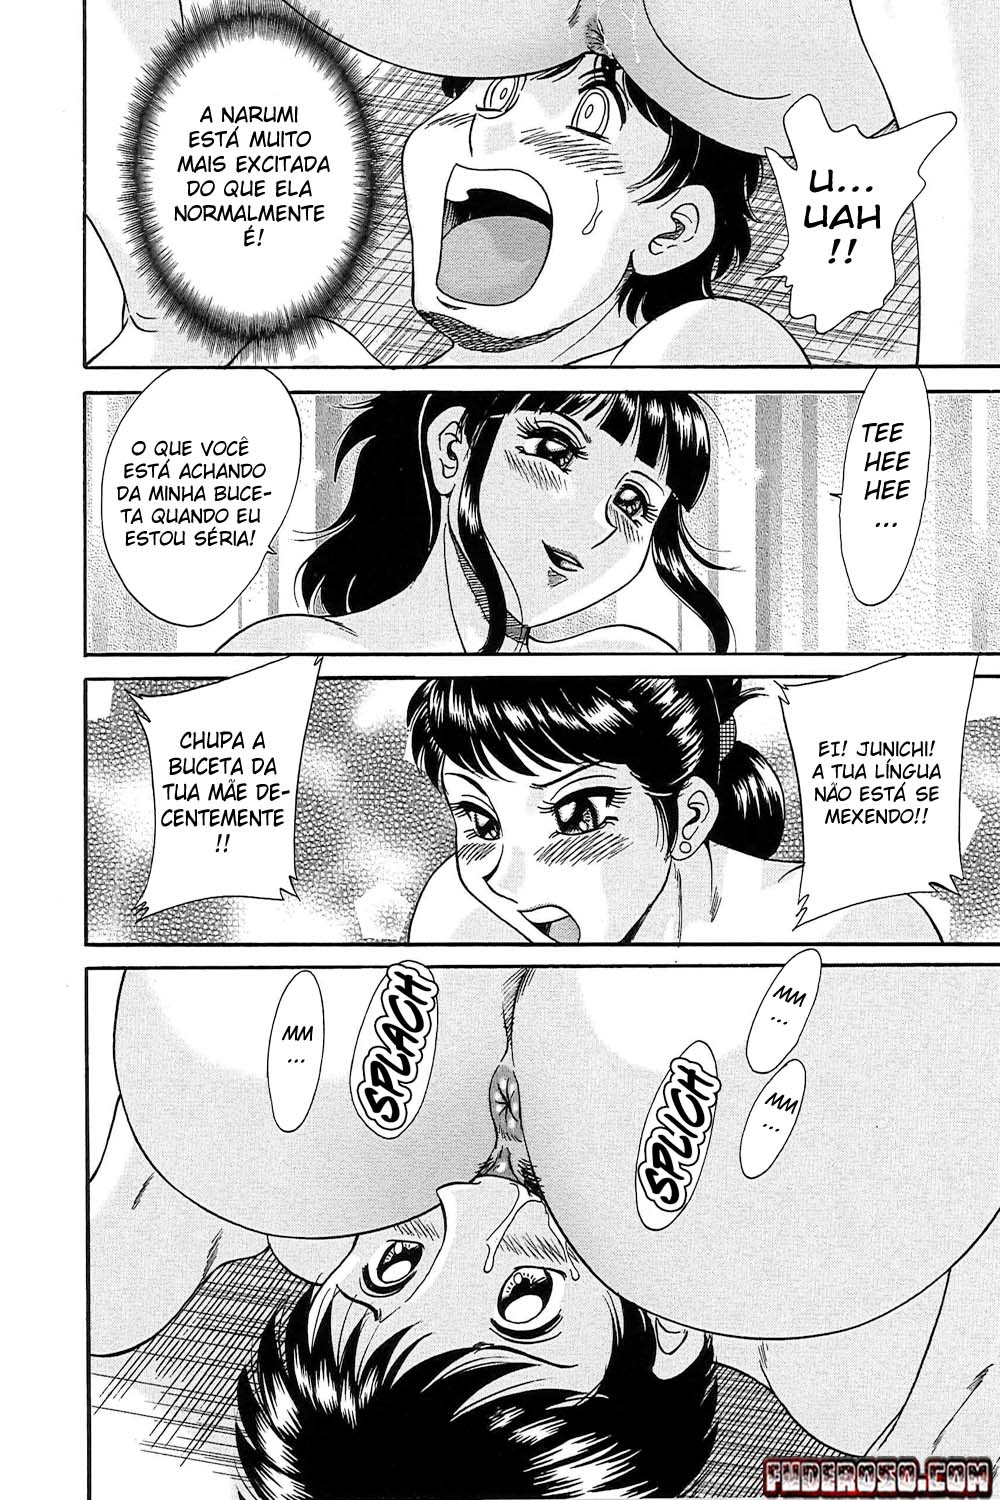 U...
UAH
!!
A NARUMI
ESTÁ MUITO
MAIS EXCITADA
DO QUE ELA
NORMALMENTE
É!
TEE
HEE
HEE
...
O QUE VOCÊ
ESTÁ ACHANDO
DA MINHA BUCE-
TA QUANDO EU
ESTOU SÉRIA!
EI! JUNICHI!
A TUA LÍNGUA
NÃO ESTÁ SE
MEXENDO!!
CHUPA A
BUCETA DA
TUA MÃE DE-
CENTEMENTE
!!
MM
...
MM
...
SPLICH
SPLACH
MM
...
FUDEROSO.COM